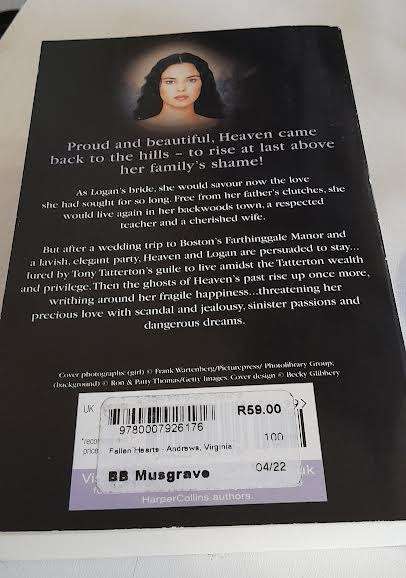 Proud and beautiful, Heaven came
back to the hills – to rise at last above
her family's shame!
As Logan's bride, she would savour now the love
she had sought for so long. Free from her father's clutches, she
would live again in her backwoods town, a respected
teacher and a cherished wife.
But after a wedding trip to Boston's Farthinggale Manor and
a lavish, elegant party, Heaven and Logan are persuaded to stay...
lured by Tony Tatterton's guile to live amidst the Tatterton wealth
and privilege. Then the ghosts of Heaven's past rise up once more,
writhing around her fragile happiness...threatening her
precious love with scandal and jealousy, sinister passions and
dangerous dreams.
Cover photographs (girl) © Frank Wartenberg/Picturepress/ Photolibrary Group;
(background) © Ron & Patty Thomas/Getty Images. Cover design © Becky Glibbery
UK
R59.00
9780007926176
100
Fallen Hearts - Andrews, Virginia
BB Musgrave
04/22
HarperCollins authors.